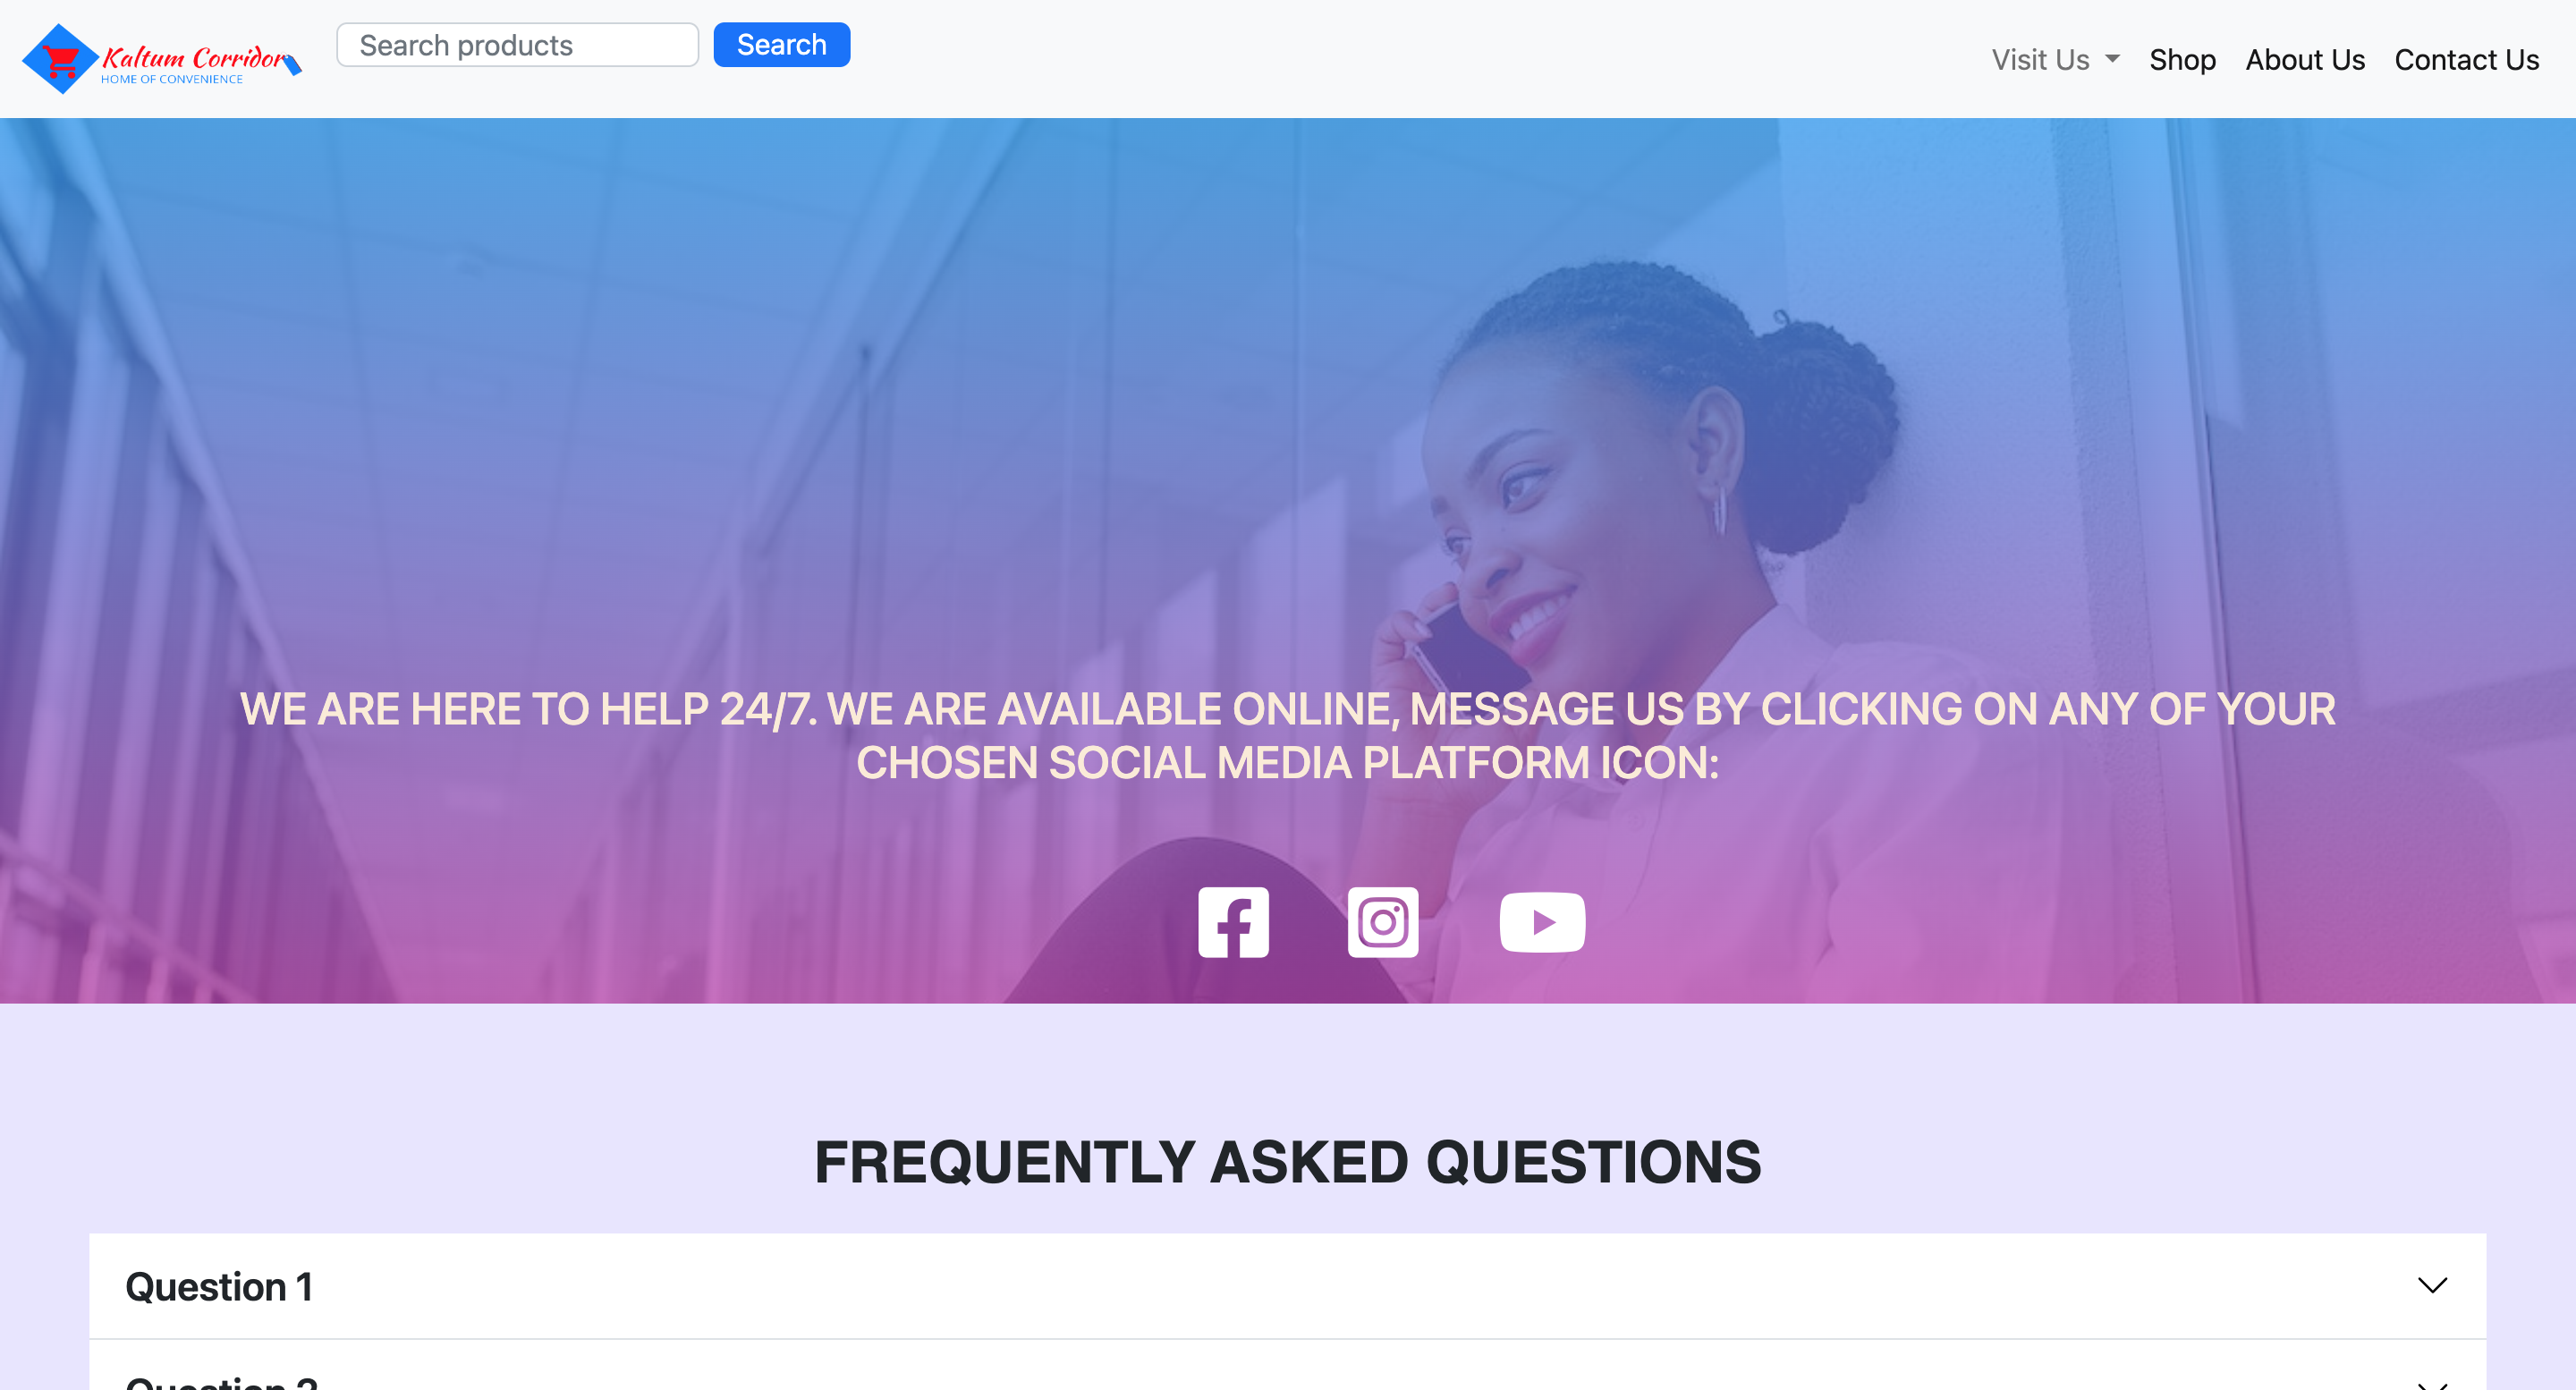 Kaltum Corridor
HOME OF CONVENIENCE
Search products
Search
Visit Us
Shop
About Us
Contact Us
WE ARE HERE TO HELP 24/7. WE ARE AVAILABLE ONLINE, MESSAGE US BY CLICKING ON ANY OF YOUR
CHOSEN SOCIAL MEDIA PLATFORM ICON:
FREQUENTLY ASKED QUESTIONS
Question 1
Question 2